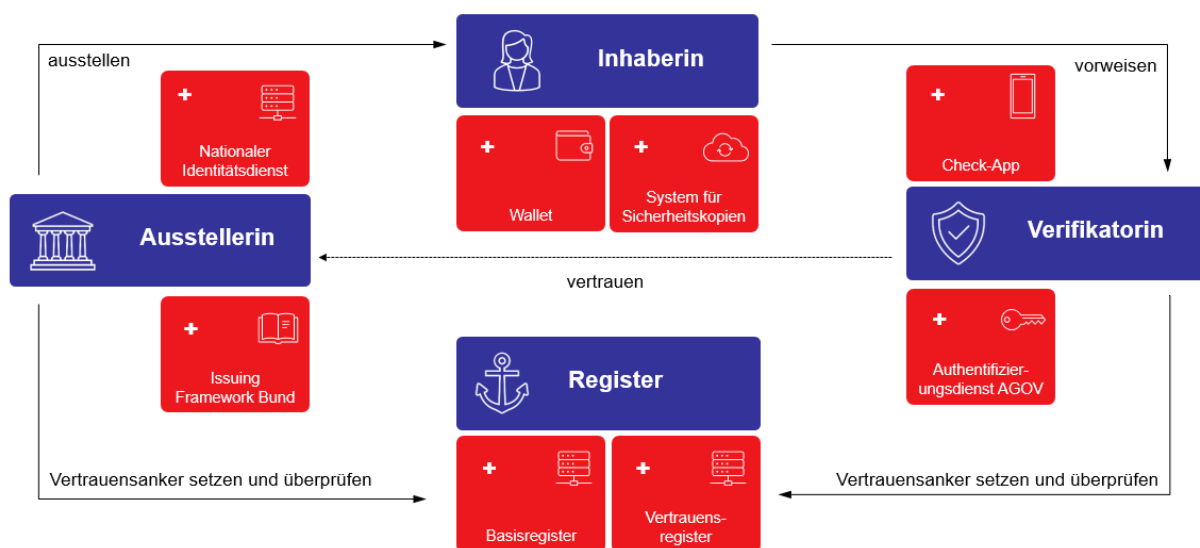 ausstellen
Inhaberin
vorweisen
+
Nationaler
Identitätsdienst
+
Wallet
+
System für
Sicherheitskopien
+
Check-App
Ausstellerin
Verifikatorin
vertrauen
+
Issuing
Framework Bund
Register
+
Authentifizier-
ungsdienst AGOV
Vertrauensanker setzen und überprüfen
+
Basisregister
+
Vertrauens-
register
Vertrauensanker setzen und überprüfen